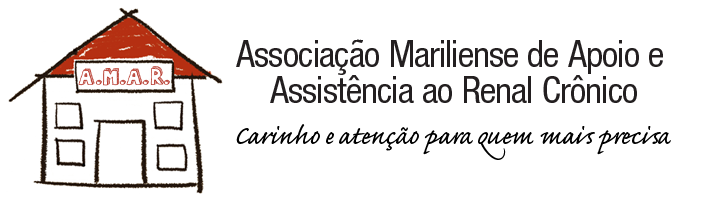 A.M.A.R.
Associação Mariliense de Apoio e
Assistência ao Renal Crônico
Carinho e atenção para quem mais precisa